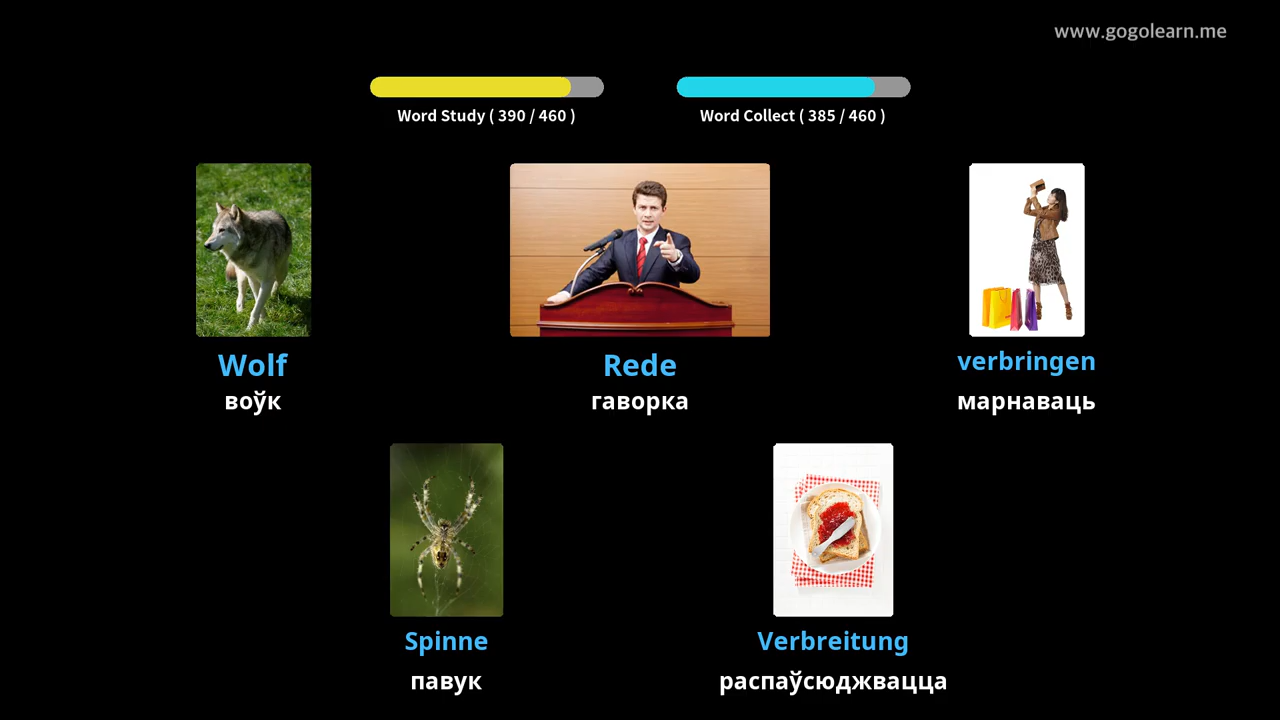 www.gogolearn.me
Word Study ( 390 / 460 )
Word Collect ( 385 / 460 )
Wolf
воўк
Rede
гаворка
verbringen
марнаваць
Spinne
павук
Verbreitung
распаўсюджвацца